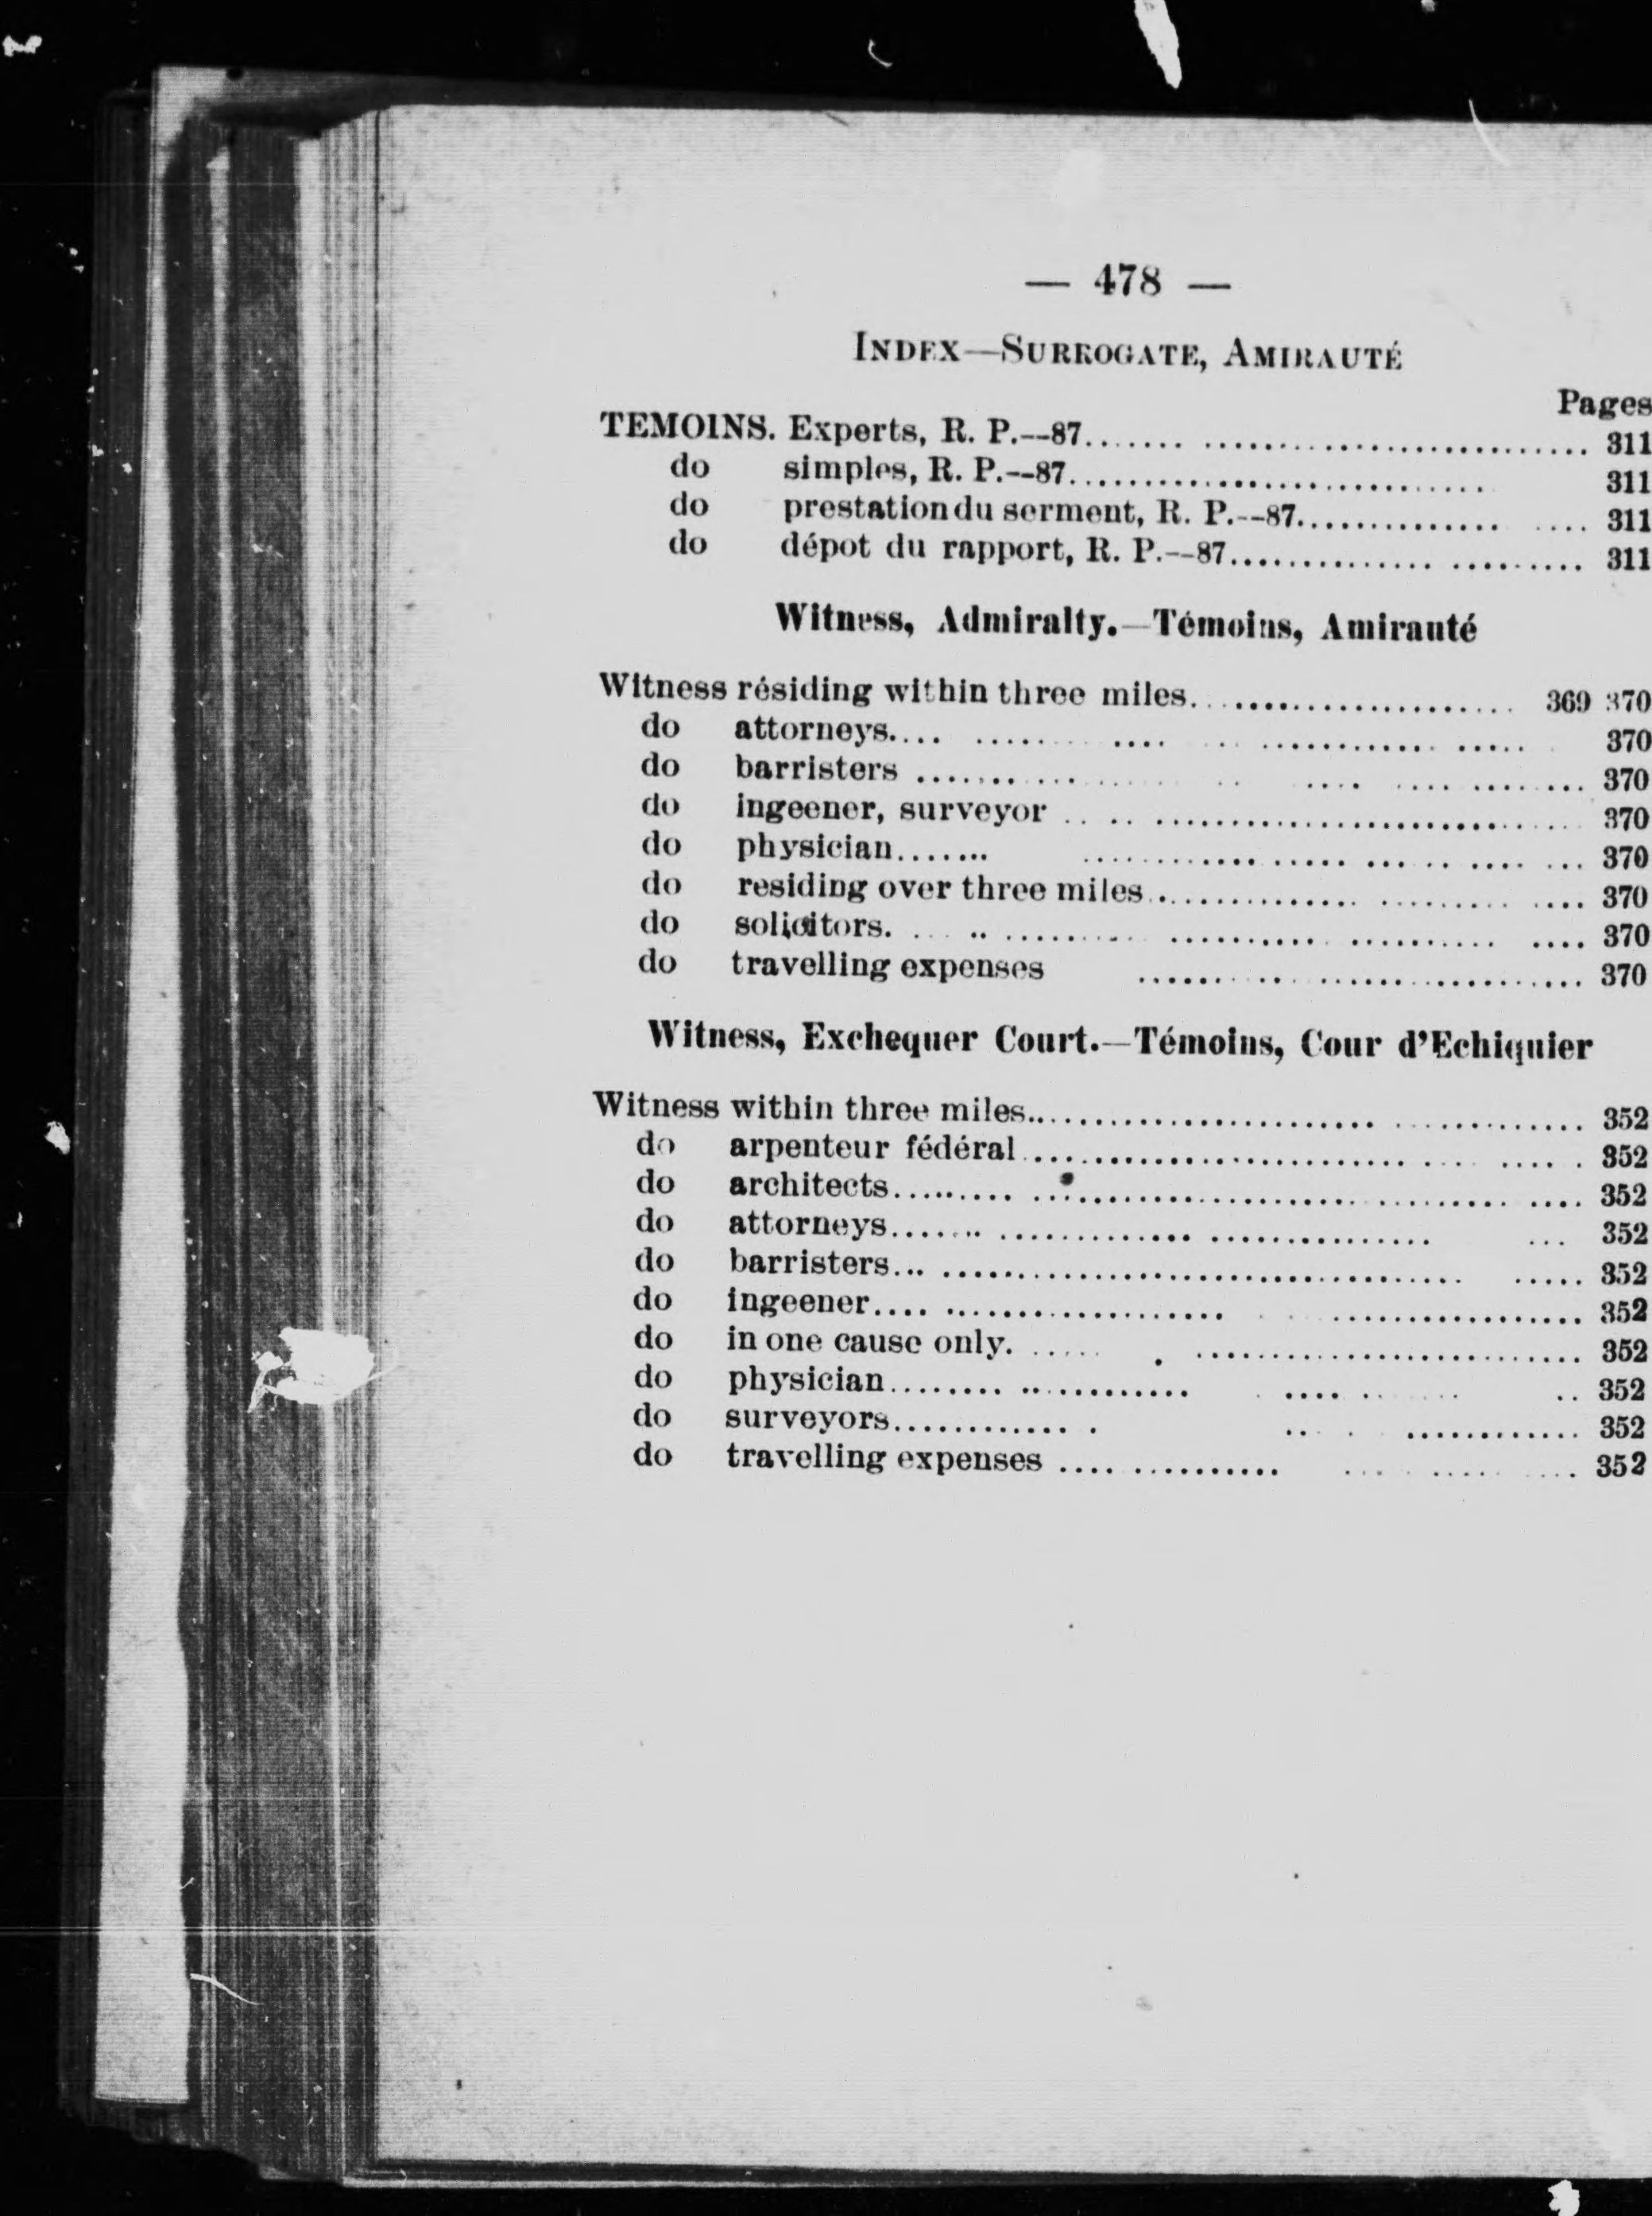 — 478 —
INDEX—SURROGATE, AMIRAUTÉ
Pages
TEMOINS. Experts, R. P.--87........ 311
do simples, R. P.--87........ 311
do prestation du serment, R. P.--87........ 311
do dépot du rapport, R. P.--87........ 311
Witness, Admiralty.—Témoins, Amirauté
Witness résiding within three miles........ 369 370
do attorneys........ 370
do barristers ........ 370
do ingeener, surveyor ........ 370
do physician........ 370
do residing over three miles........ 370
do solicitors........ 370
do travelling expenses ........ 370
Witness, Exchequer Court.—Témoins, Cour d'Echiquier
Witness within three miles........ 352
do arpenteur fédéral ........ 352
do architects........ 352
do attorneys........ 352
do barristers........ 352
do ingeener........ 352
do in one cause only........ 352
do physician........ 352
do surveyors........ 352
do travelling expenses ........ 352